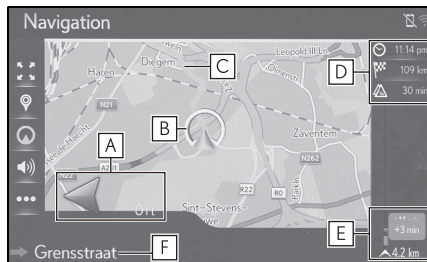 Navigation
Leopold III Ln.
Diegem
C
D
11:14 pm
109 km
30 min
Haren
N21
B
Zaventem
A
A201
N262
N22
R22
R0
Sint-Stevens-
E
+3 min
4.2 km
Grensstraat
F